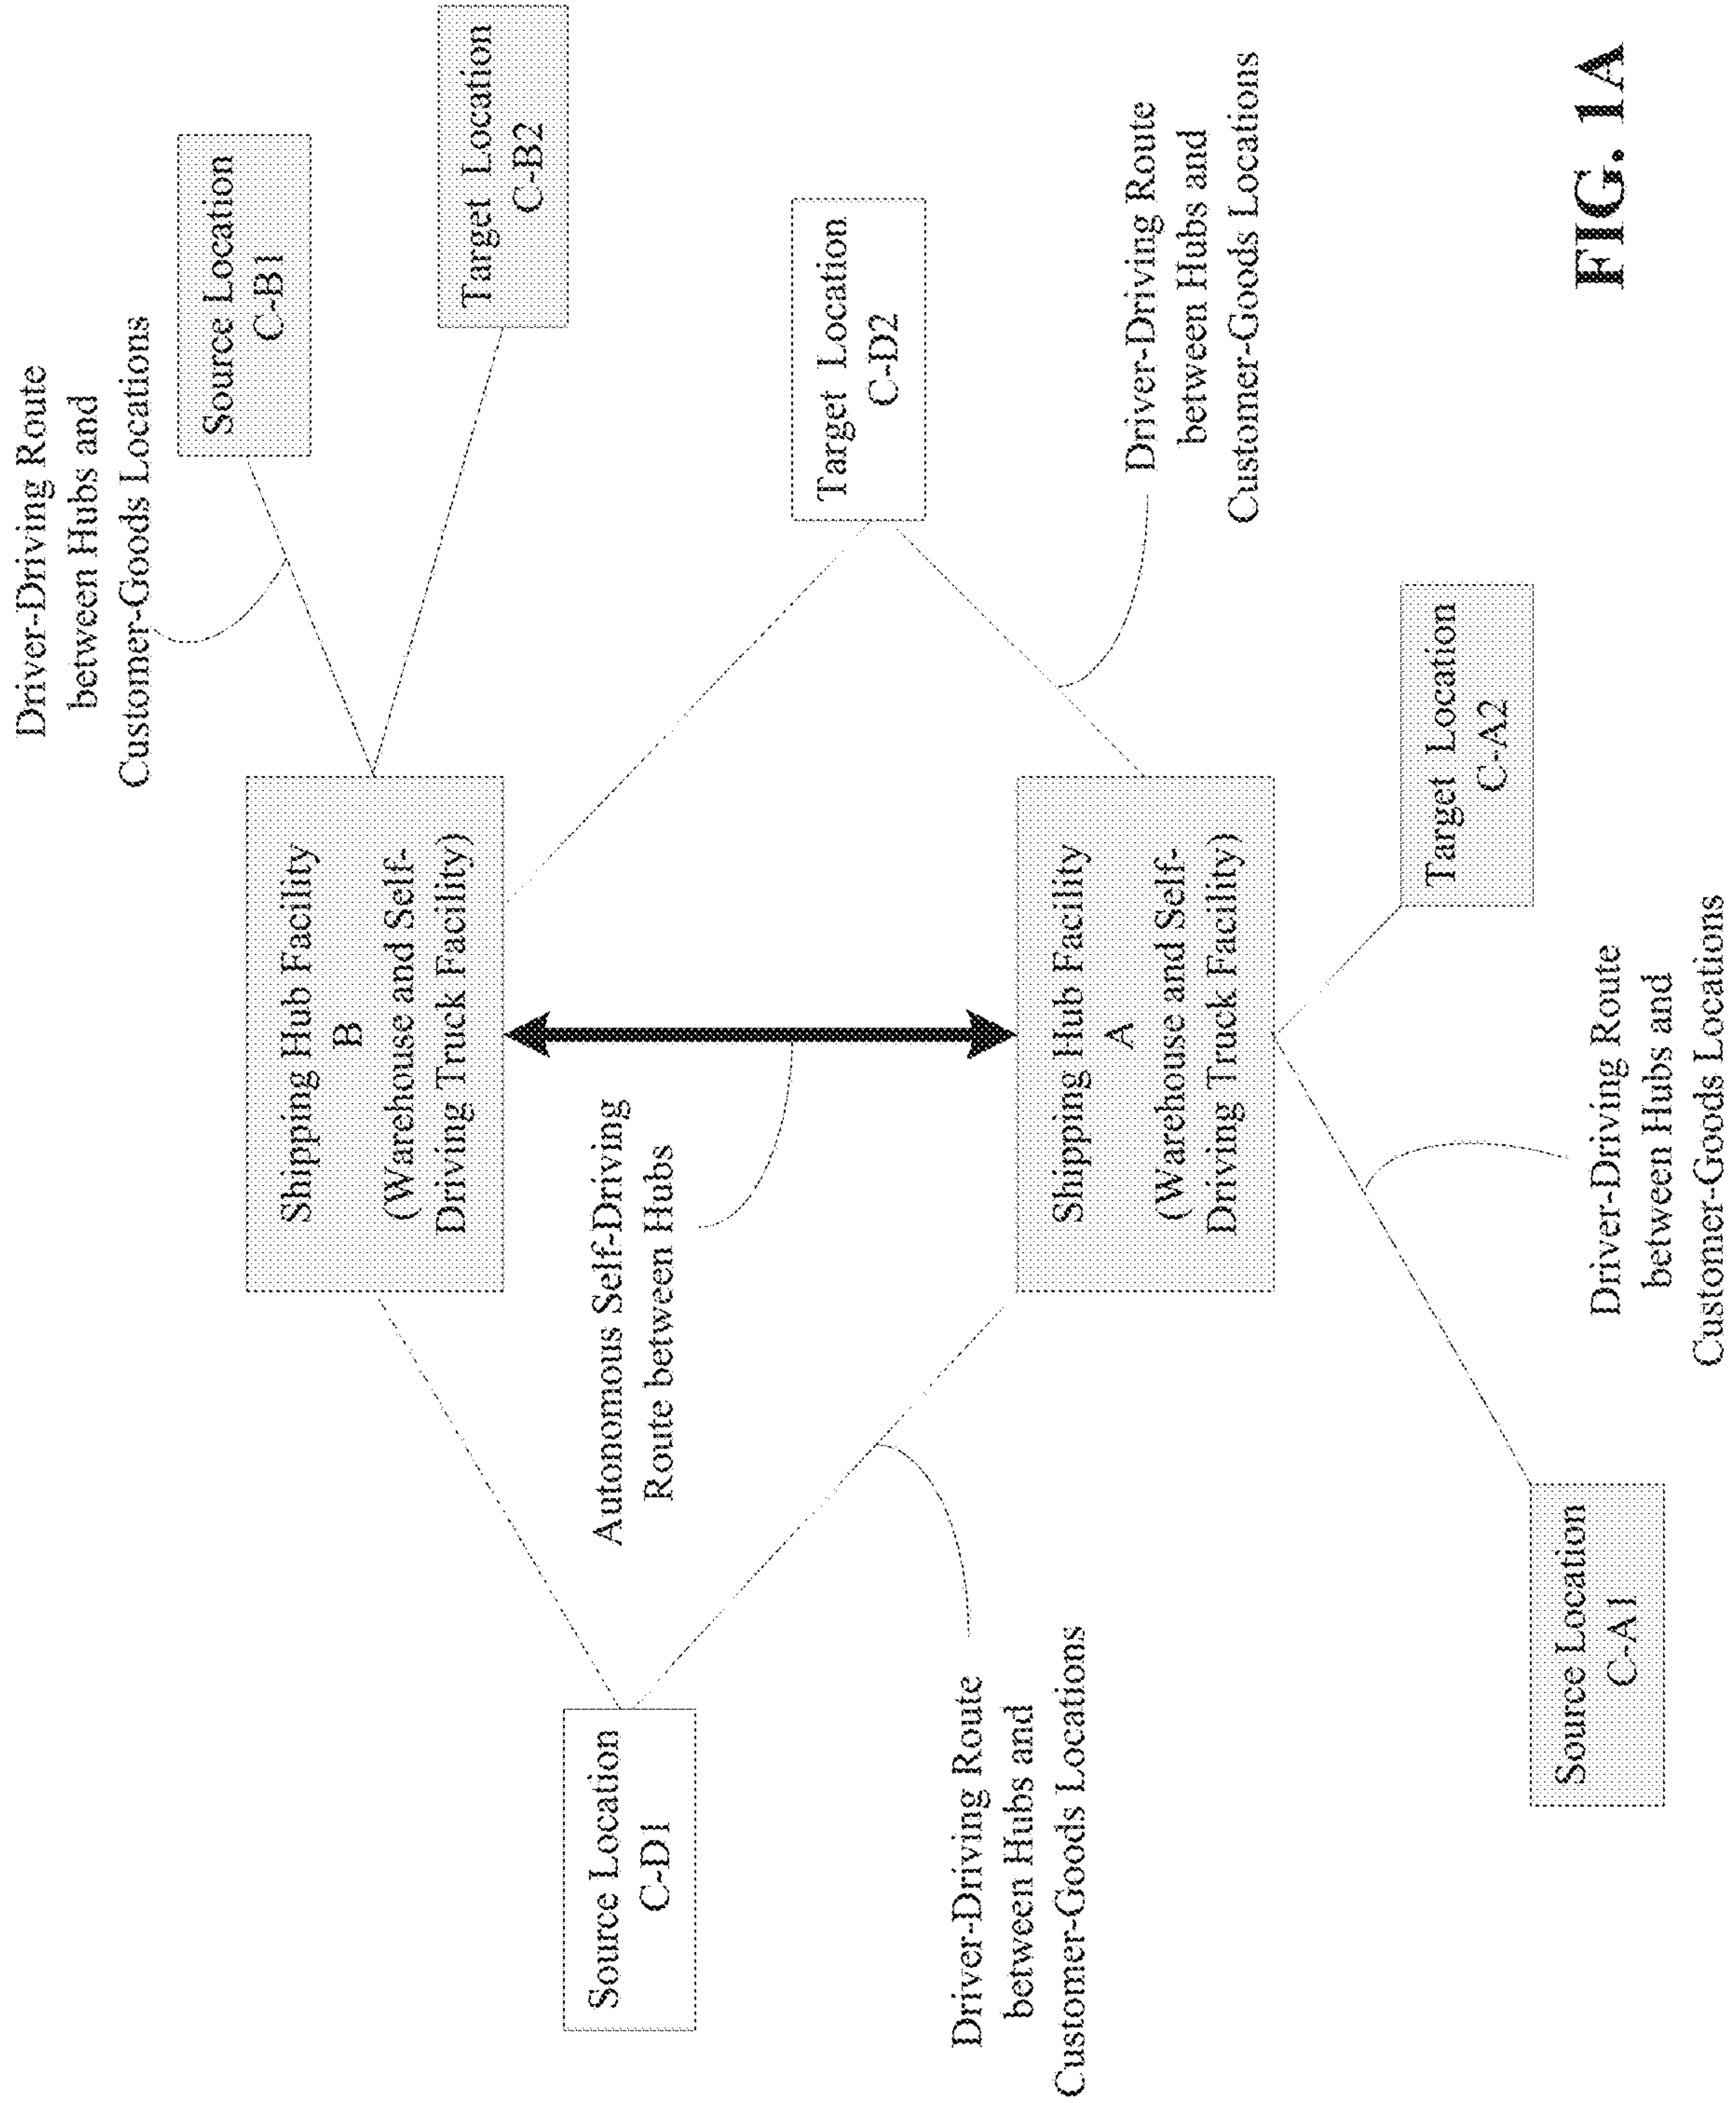 Driver-Driving Route
between Hubs and
Customer-Goods Locations
Source Location
C-B1
Target Location
C-B2
Shipping Hub Facility
B
(Warehouse and Self-
Driving Truck Facility)
Autonomous Self-Driving
Route between Hubs
Source Location
C-D1
Target Location
C-D2
Driver-Driving Route
between Hubs and
Customer-Goods Locations
Driver-Driving Route
between Hubs and
Customer-Goods Locations
Shipping Hub Facility
A
(Warehouse and Self-
Driving Truck Facility)
Target Location
C-A2
Source Location
C-A1
Driver-Driving Route
between Hubs and
Customer-Goods Locations
FIG. 1A